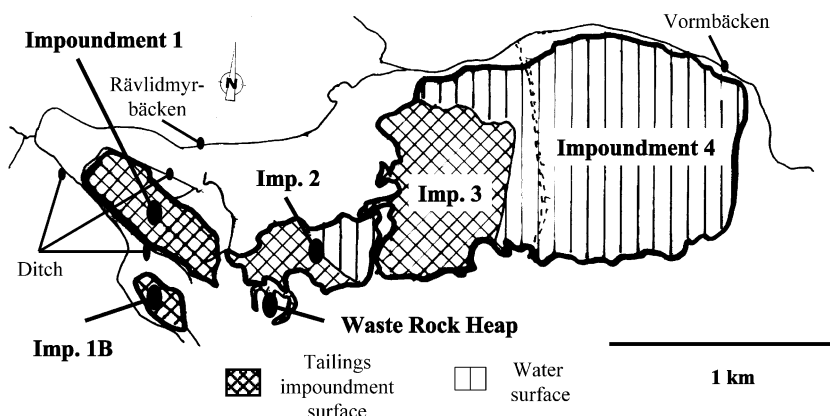 Impoundment 1
Vormbäcken
Rävlidmyr-
bäcken
N
Imp. 2
Impoundment 4
Imp. 3
Ditch
Imp. 1B
Waste Rock Heap
Tailings
impoundment
surface
Water
surface
1 km